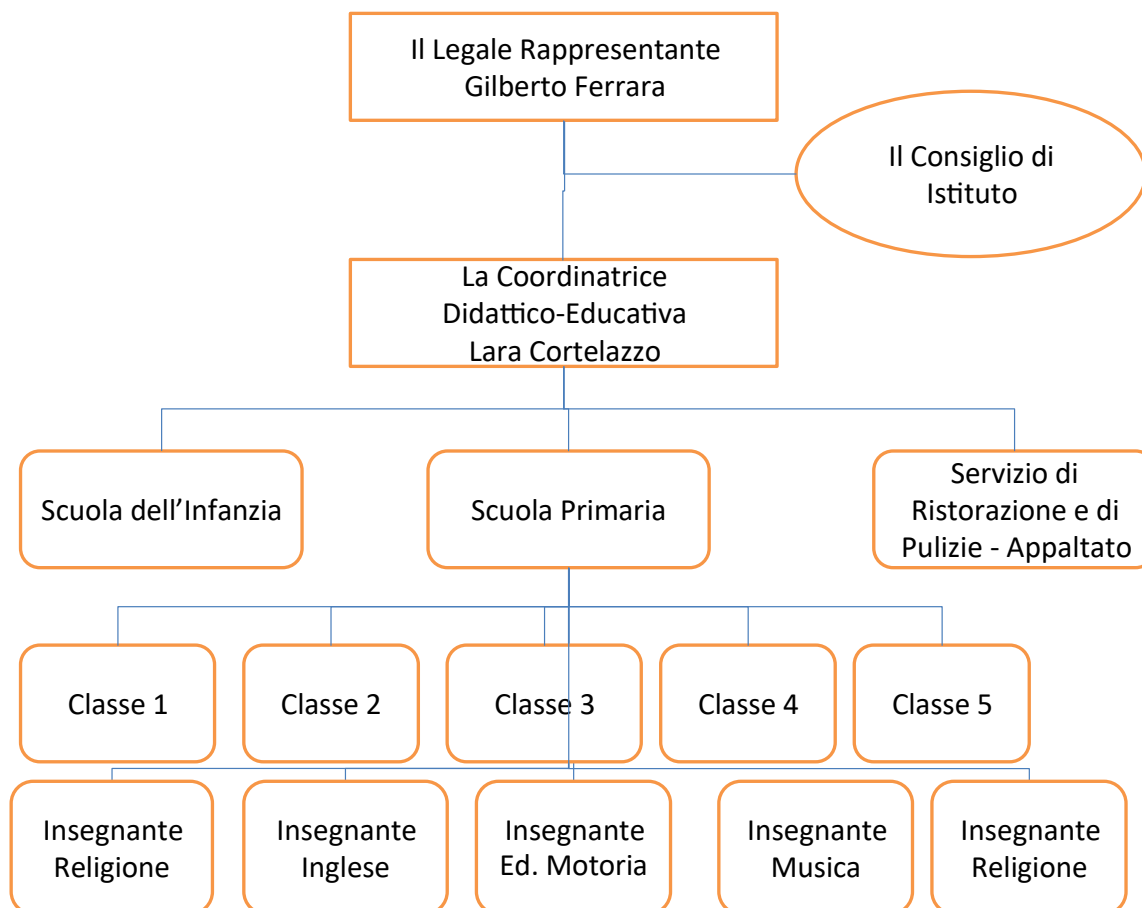 Il Legale Rappresentante
Gilberto Ferrara
Il Consiglio di
Istituto
La Coordinatrice
Didattico-Educativa
Lara Cortelazzo
Scuola dell’Infanzia
Scuola Primaria
Servizio di
Ristorazione e di
Pulizie - Appaltato
Classe 1
Classe 2
Classe 3
Classe 4
Classe 5
Insegnante
Religione
Insegnante
Inglese
Insegnante
Ed. Motoria
Insegnante
Musica
Insegnante
Religione